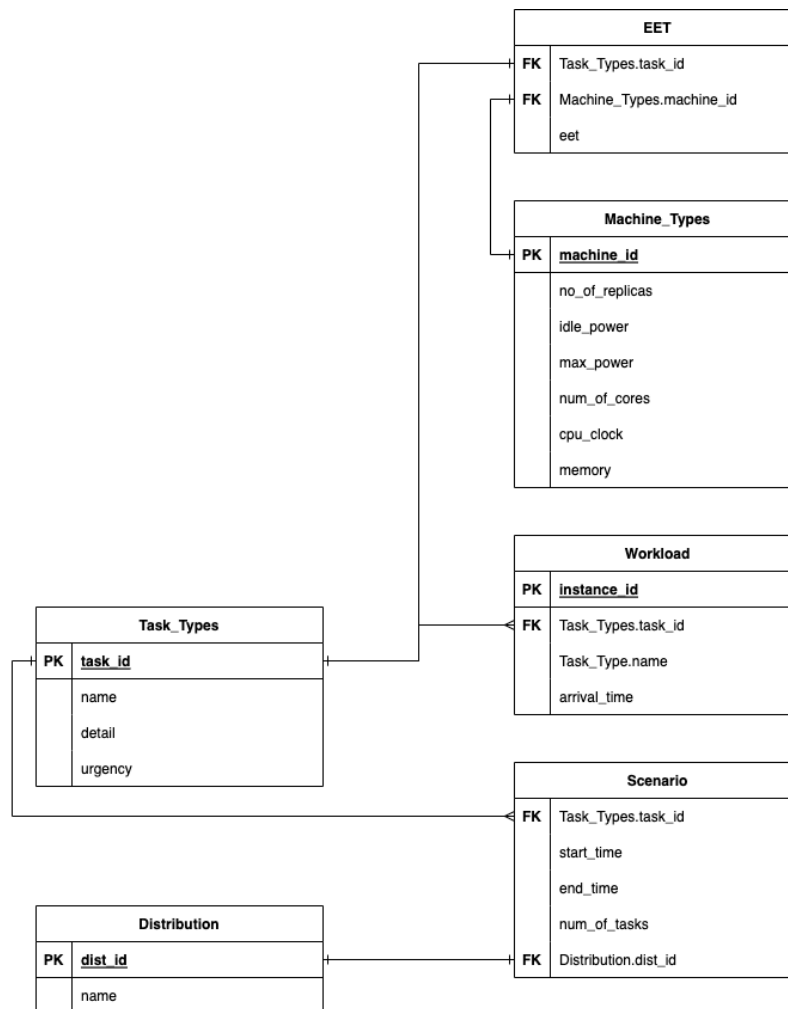 EET
FK Task_Types.task_id
FK Machine_Types.machine_id
eet
Machine_Types
PK machine_id
no_of_replicas
idle_power
max_power
num_of_cores
cpu_clock
memory
Workload
PK instance_id
FK Task_Types.task_id
Task_Type.name
arrival_time
Task_Types
PK task_id
name
detail
urgency
Scenario
FK Task_Types.task_id
start_time
end_time
num_of_tasks
FK Distribution.dist_id
Distribution
PK dist_id
name